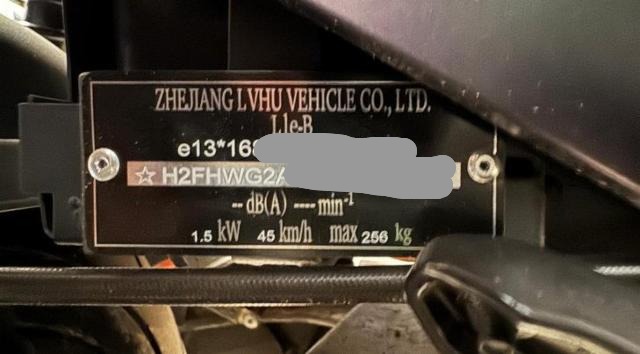 ZHEJIANG LVHU VEHICLE CO., LTD.
L1e-B
e13*168
☆ H2FHWG2A
-- dB(A) ---- min⁻¹
1.5 kW 45 km/h max 256 kg